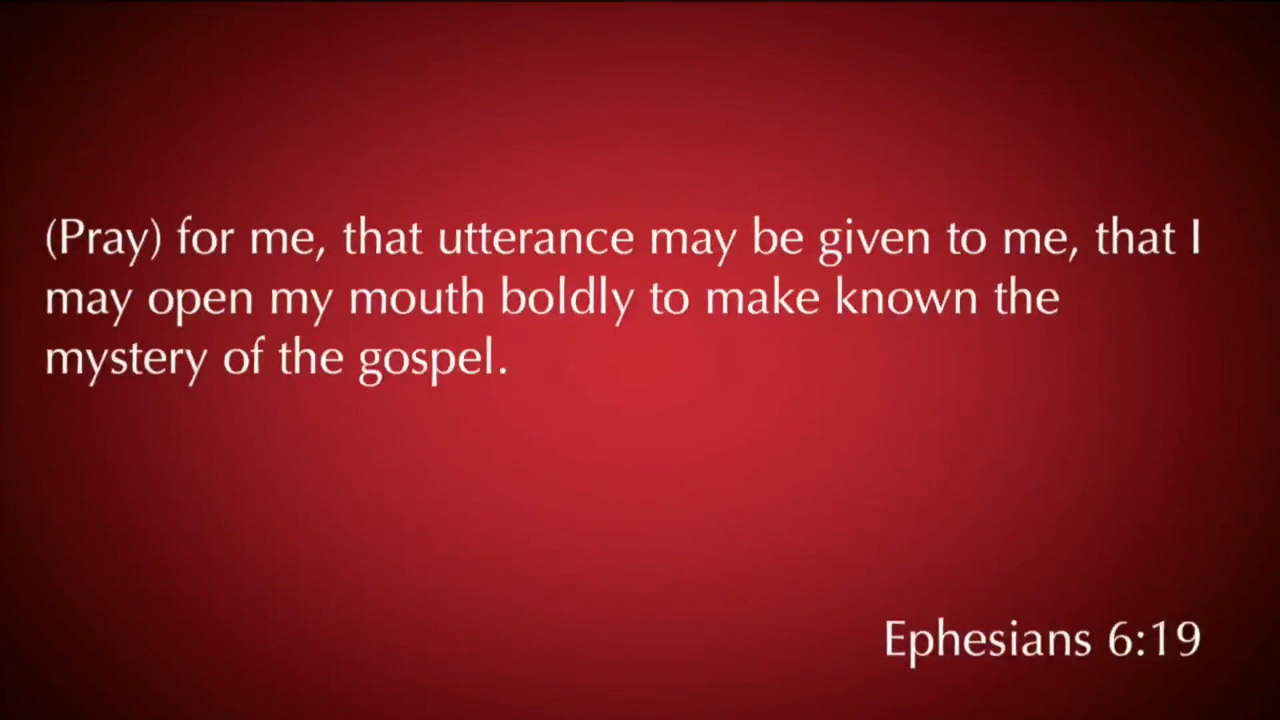 (Pray) for me, that utterance may be given to me, that I
may open my mouth boldly to make known the
mystery of the gospel.
Ephesians 6:19